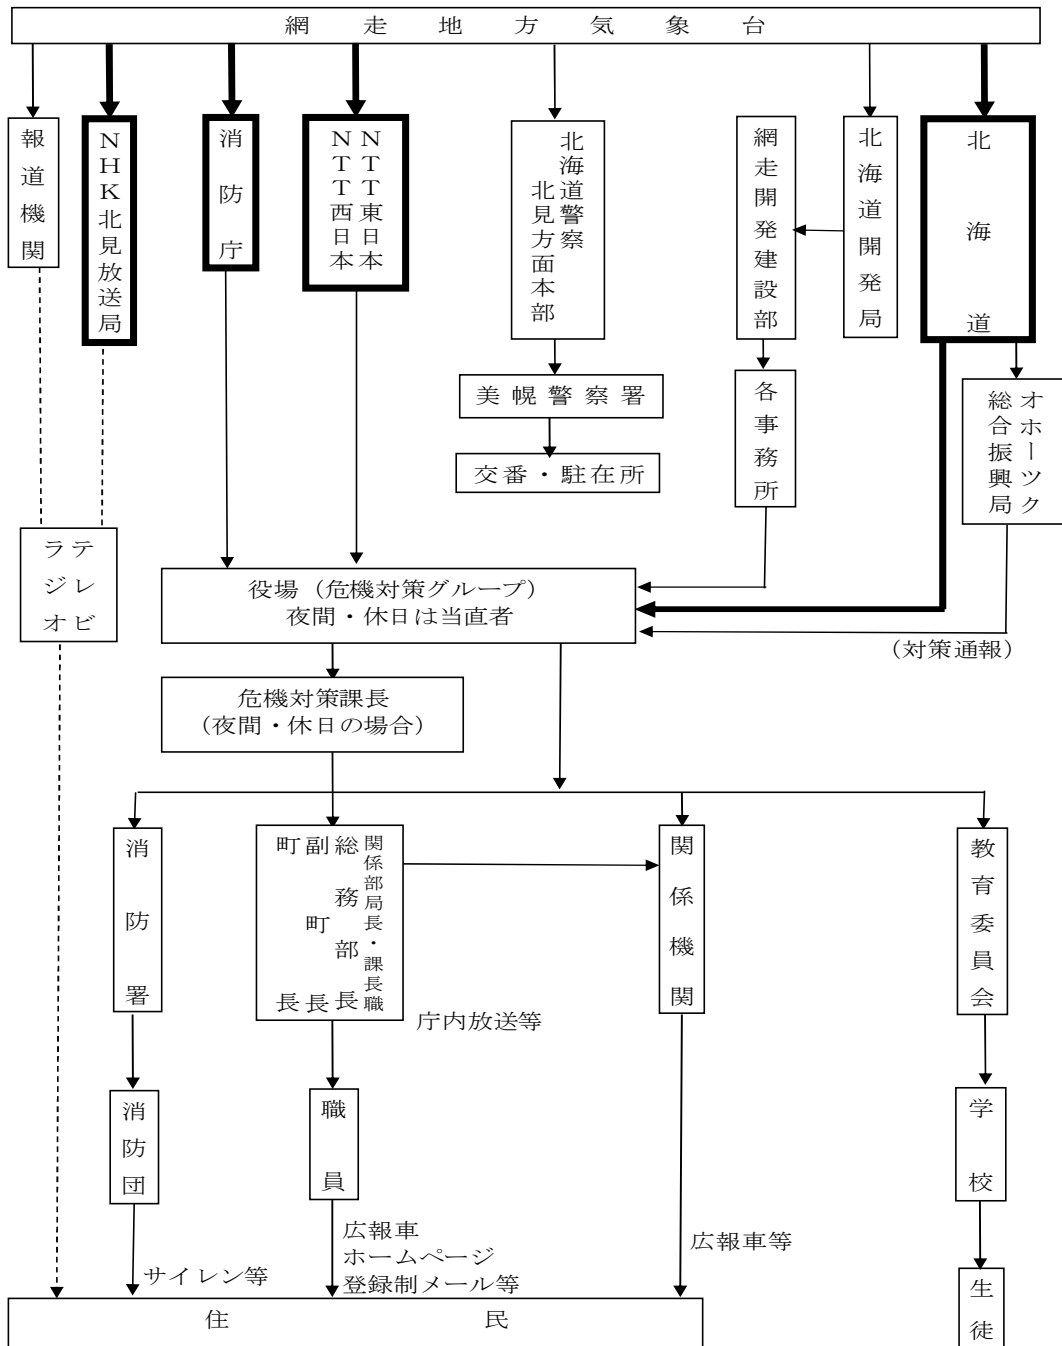 網走地方気象台
報道機関
NHK北見放送局
消防庁
NTT東日本
NTT西日本
北海道警察
北見方面本部
網走開発建設部
北海道開発局
北海道
美幌警察署
交番・駐在所
各事務所
オホーツク
総合振興局
テレビ
ラジオ
役場（危機対策グループ）
夜間・休日は当直者
（対策通報）
危機対策課長
（夜間・休日の場合）
消防署
町長
副町長
総務部長
関係部局長・課長職
関係機関
教育委員会
庁内放送等
消防団
職員
学校
サイレン等
広報車
ホームページ
登録制メール等
広報車等
住民
生徒